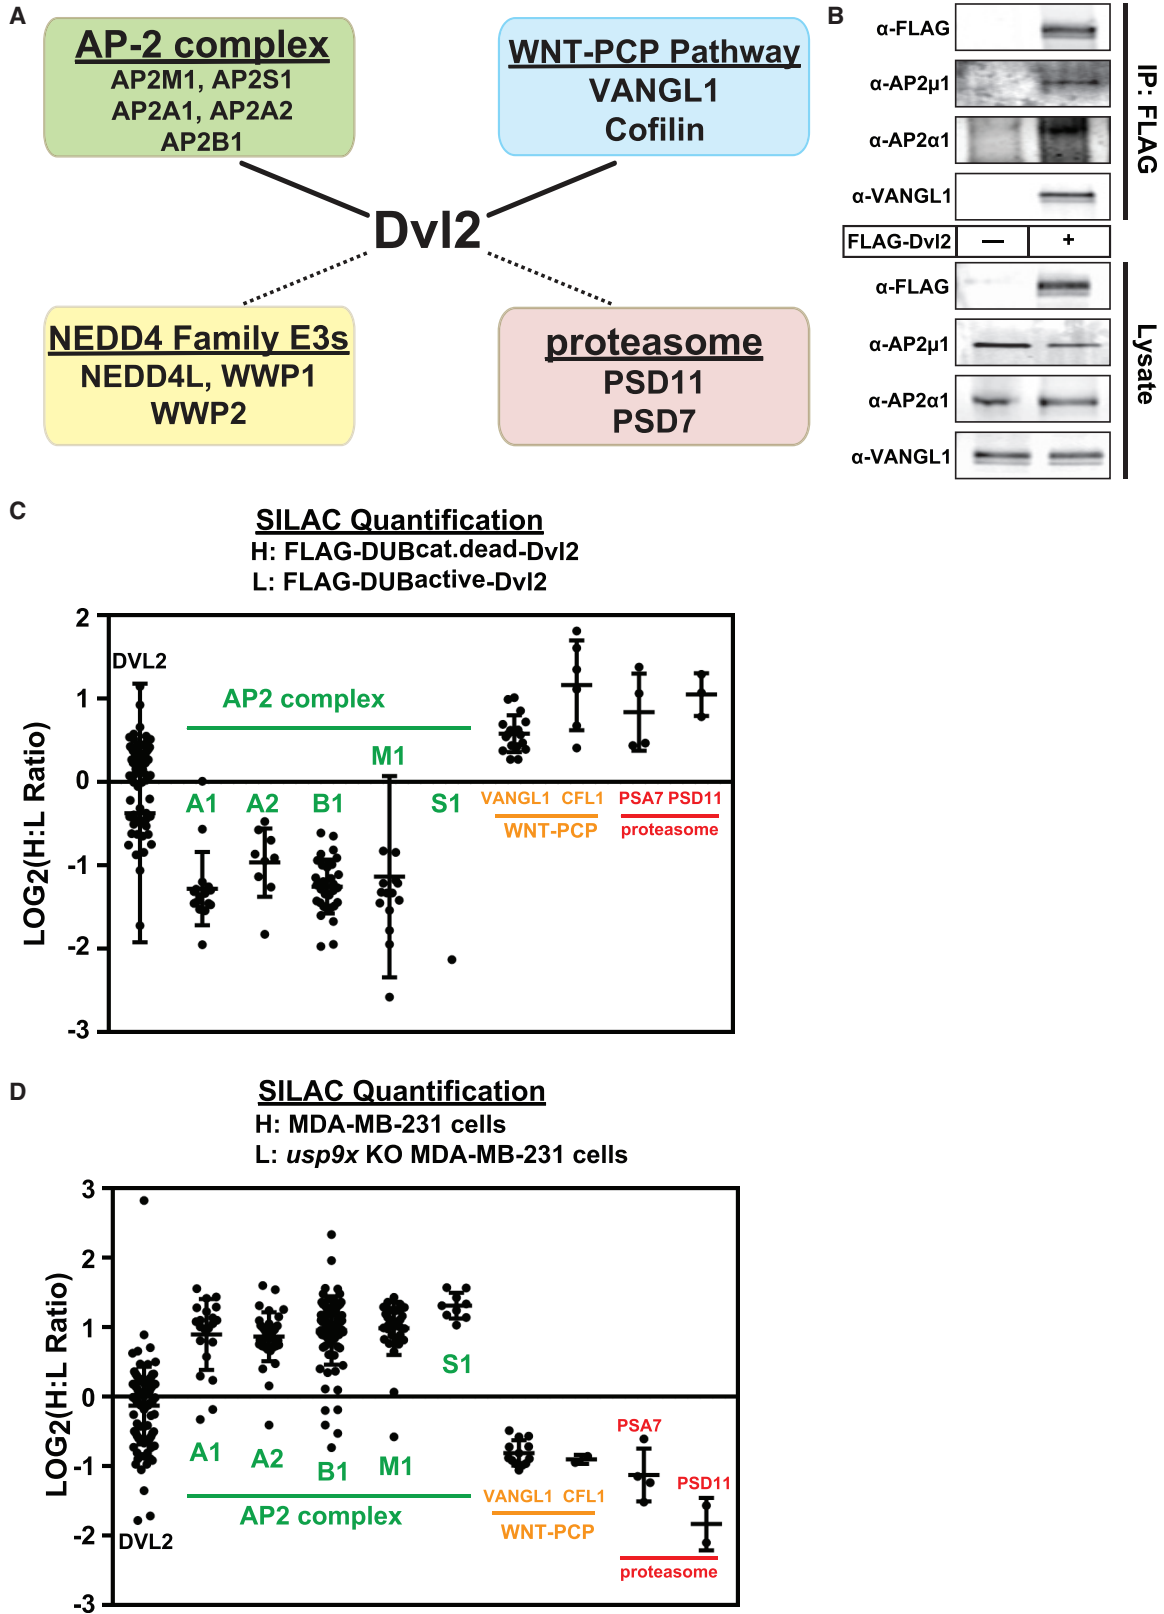 A
AP-2 complex
AP2M1, AP2S1
AP2A1, AP2A2
AP2B1
WNT-PCP Pathway
VANGL1
Cofilin
Dvl2
NEDD4 Family E3s
NEDD4L, WWP1
WWP2
proteasome
PSD11
PSD7
B
α-FLAG
α-AP2µ1
α-AP2α1
α-VANGL1
IP: FLAG
FLAG-Dvl2 — +
α-FLAG
α-AP2µ1
α-AP2α1
α-VANGL1
Lysate
C
SILAC Quantification
H: FLAG-DUBcat.dead-Dvl2
L: FLAG-DUBactive-Dvl2
LOG2(H:L Ratio)
2
1
0
-1
-2
-3
DVL2
AP2 complex
A1
A2
B1
M1
S1
VANGL1 CFL1
WNT-PCP
PSA7 PSD11
proteasome
D
SILAC Quantification
H: MDA-MB-231 cells
L: usp9x KO MDA-MB-231 cells
LOG2(H:L Ratio)
3
2
1
0
-1
-2
-3
DVL2
A1
A2
B1
M1
S1
AP2 complex
VANGL1 CFL1
WNT-PCP
PSA7
PSD11
proteasome